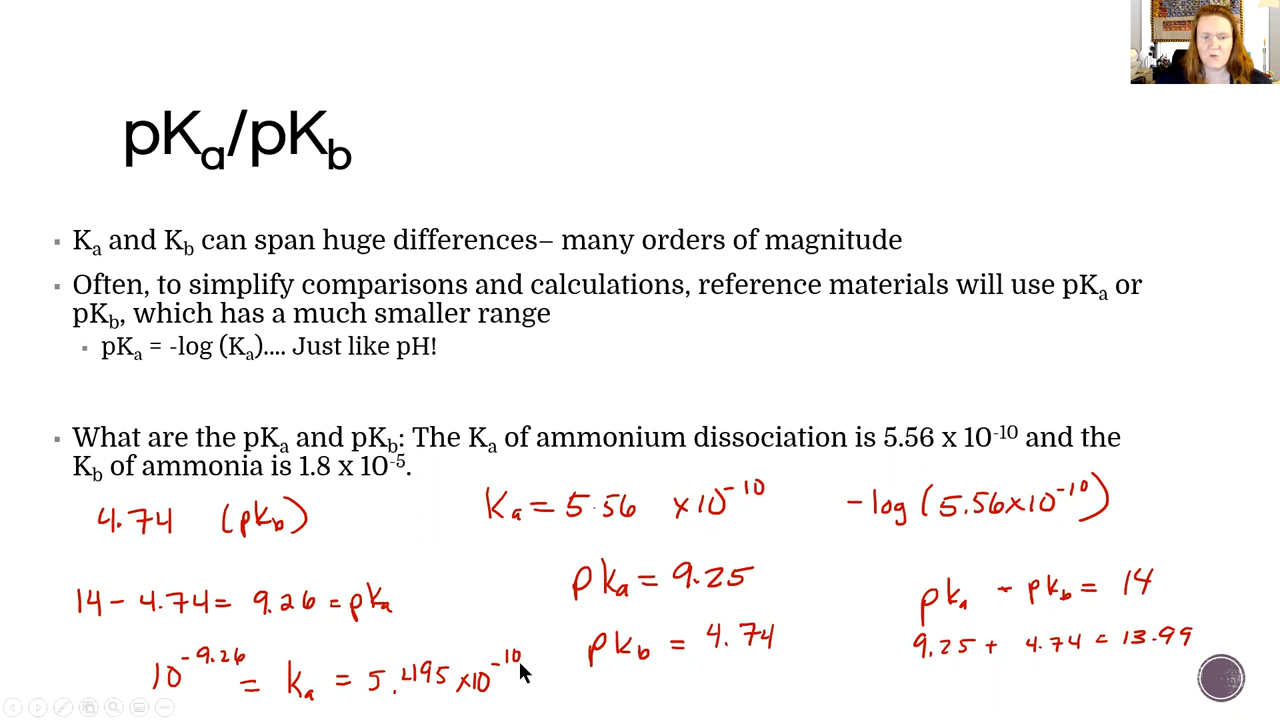 pKa/pKb
▪ Ka and Kb can span huge differences– many orders of magnitude
▪ Often, to simplify comparisons and calculations, reference materials will use pKa or
pKb, which has a much smaller range
▪ pKa = -log (Ka).... Just like pH!
▪ What are the pKa and pKb: The Ka of ammonium dissociation is 5.56 x 10-10 and the
Kb of ammonia is 1.8 x 10-5.
4.74 (pKb)
Ka = 5.56 x10-10
-log (5.56x10-10)
14 - 4.74 = 9.26 = pKa
pKa = 9.25
pKa - pKb = 14
pKb = 4.74
9.25 + 4.74 = 13.99
10-9.26 = Ka = 5.495 x10-10